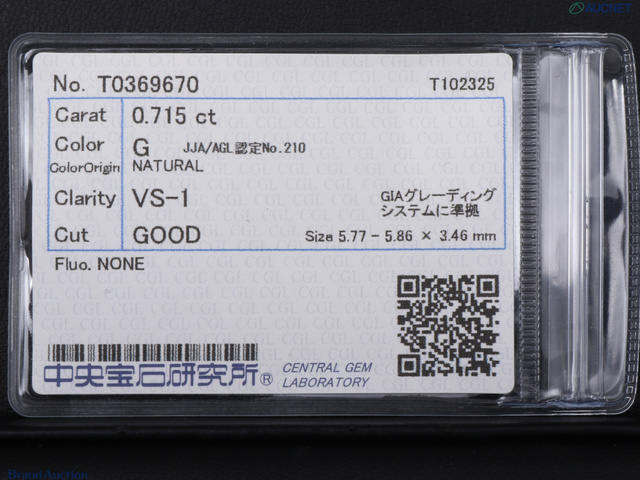 AUCNET
No. T0369670 T102325
Carat 0.715 ct
Color G JJA/AGL認定No.210
ColorOrigin NATURAL
Clarity VS-1 GIAグレーディング
システムに準拠
Cut GOOD Size 5.77 - 5.86 × 3.46 mm
Fluo. NONE
中央宝石研究所® CENTRAL GEM
LABORATORY
Brand Auction